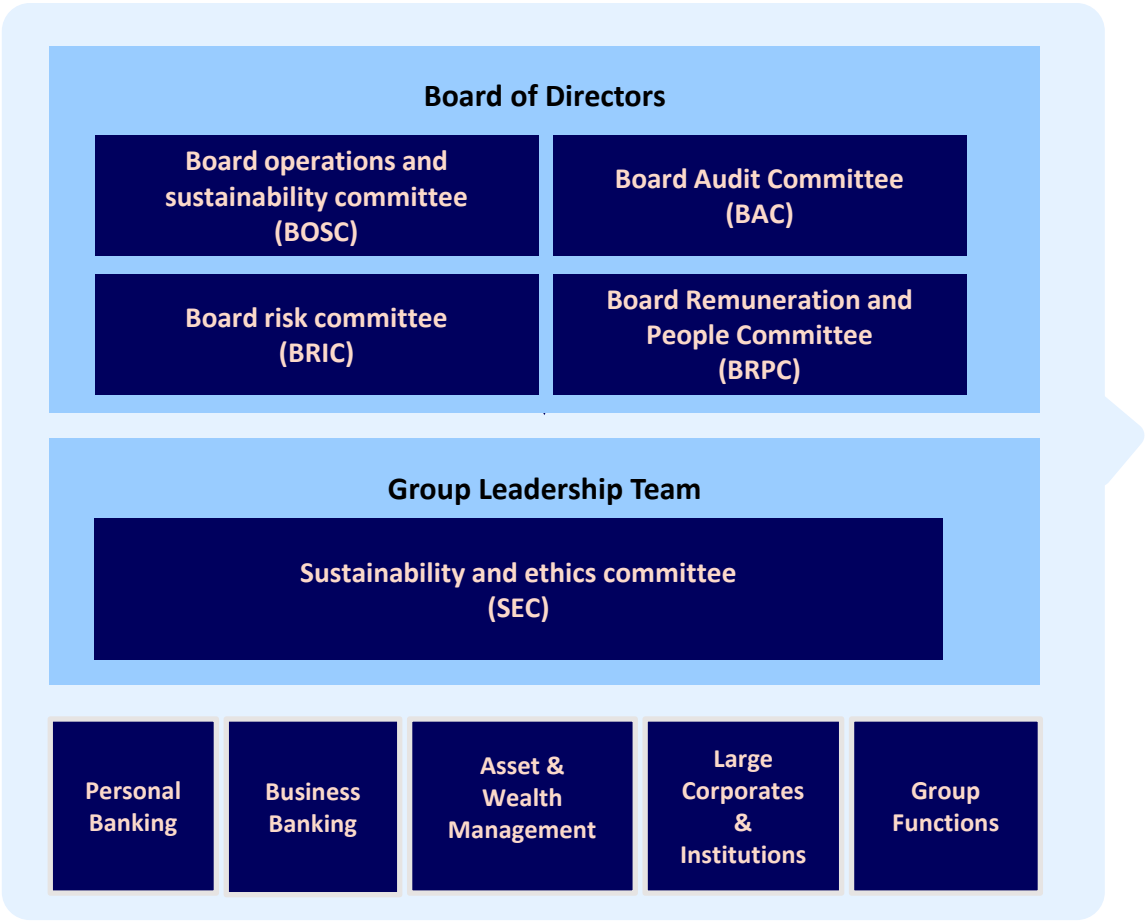 Board of Directors
Board operations and
sustainability committee
(BOSC)
Board Audit Committee
(BAC)
Board risk committee
(BRIC)
Board Remuneration and
People Committee
(BRPC)
Group Leadership Team
Sustainability and ethics committee
(SEC)
Personal
Banking
Business
Banking
Asset &
Wealth
Management
Large
Corporates
&
Institutions
Group
Functions